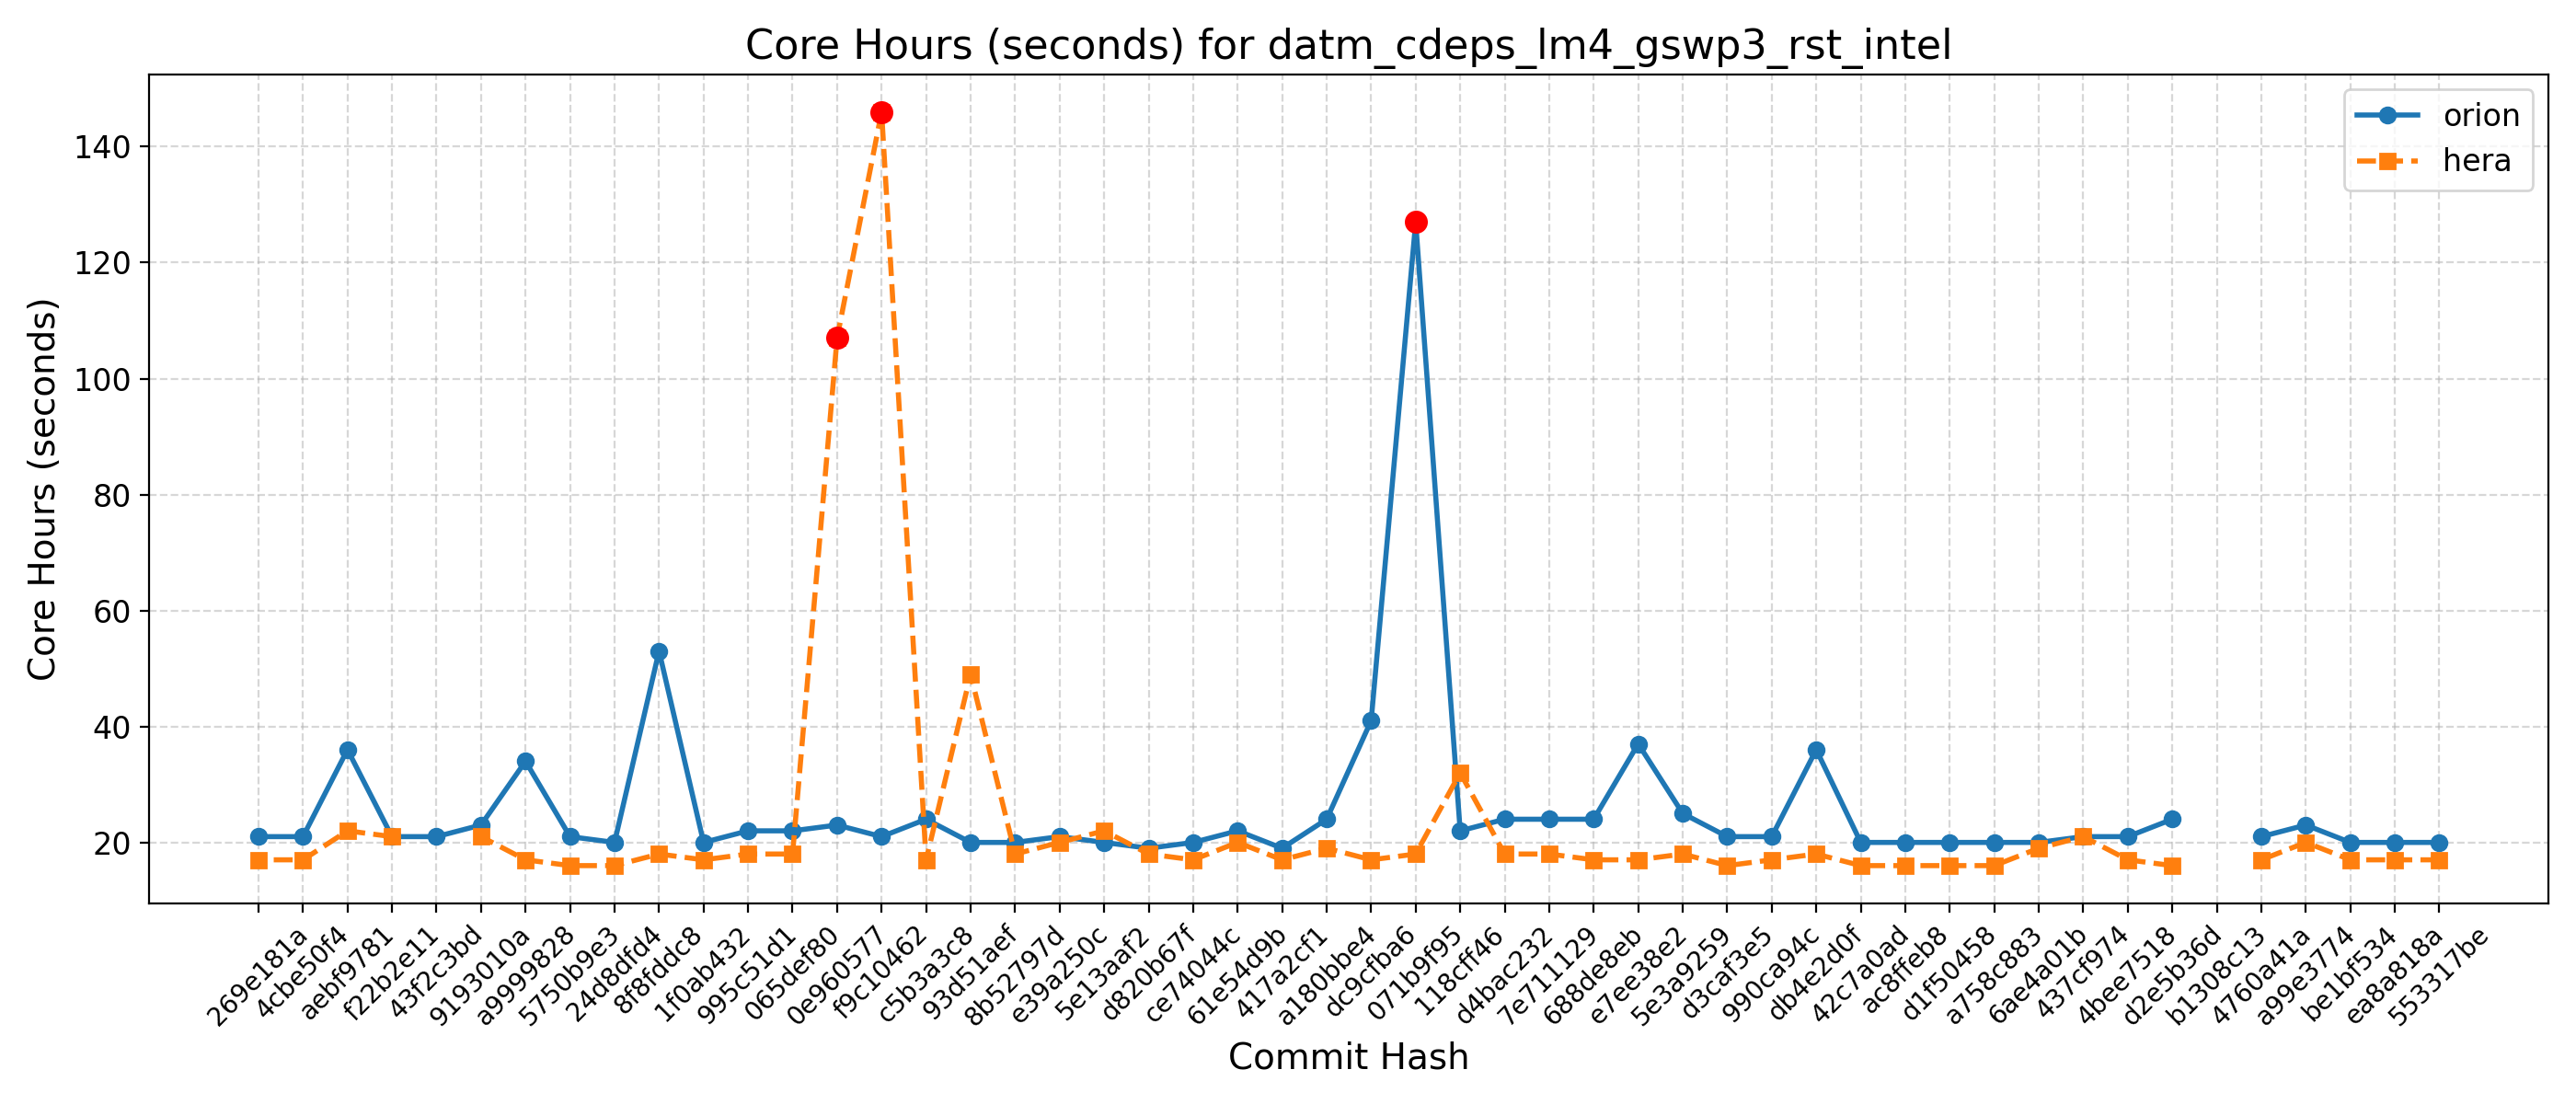 Core Hours (seconds) for datm_cdeps_lm4_gswp3_rst_intel
orion
hera
Core Hours (seconds)
140
120
100
80
60
40
20
269e181a
4cbe50f4
aebf9781
f22b2e11
43f2c3bd
9193010a
a9999828
5750b9e3
24d8dfd4
8f8fddc8
1f0ab432
995c51d1
065def80
0e960577
f9c10462
c5b3a3c8
93d51aef
8b52797d
e39a250c
5e13aaf2
d820b67f
ce74044c
61e54d9b
417a2cf1
a180bbe4
dc9cfba6
071b9f95
118cff46
d4bac232
7e711129
688de8eb
e7ee38e2
5e3a9259
d3caf3e5
990ca94c
db4e2d0f
42c7a0ad
ac8ffeb8
d1f50458
a758c883
6ae4a01b
437cf974
4bee7518
d2e5b36d
b1308c13
4760a41a
a99e3774
be1bf534
ea8a818a
553317be
Commit Hash